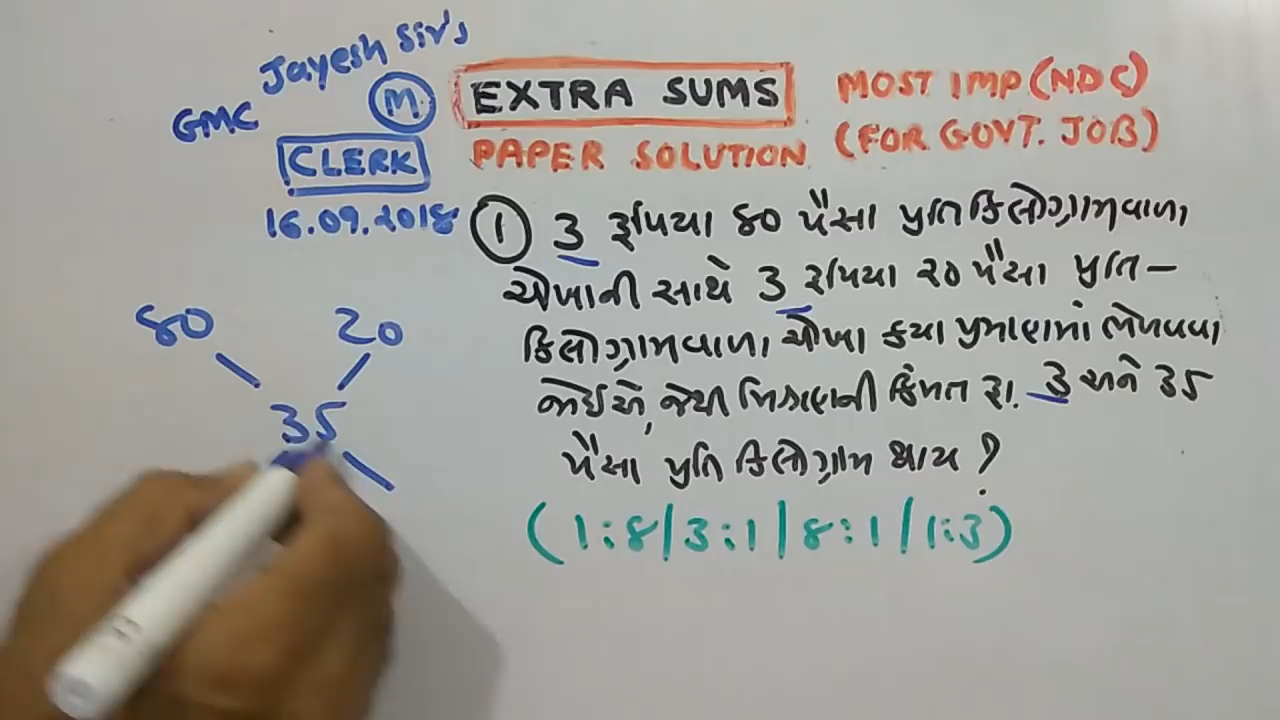 Jayesh Sir's
GMC M
CLERK
16.09.2018
EXTRA SUMS
PAPER SOLUTION
MOST IMP (NDC)
(FOR GOVT. JOB)
1 3 રૂપિયા 80 પૈસા પ્રતિકિલોગ્રામવાળા
ચોખાની સાથે 3 રૂપિયા ૨૦ પૈસા પ્રતિ-
કિલોગ્રામવાળા ચોખા કયા પ્રમાણમાં ભેળવવા
જોઈએ, જેથી મિશ્રણની કિંમત રૂા. 3 અને 35
પૈસા પ્રતિ કિલોગ્રામ થાય ?
(1:8/3:1/8:1/1:3)
80 20
35